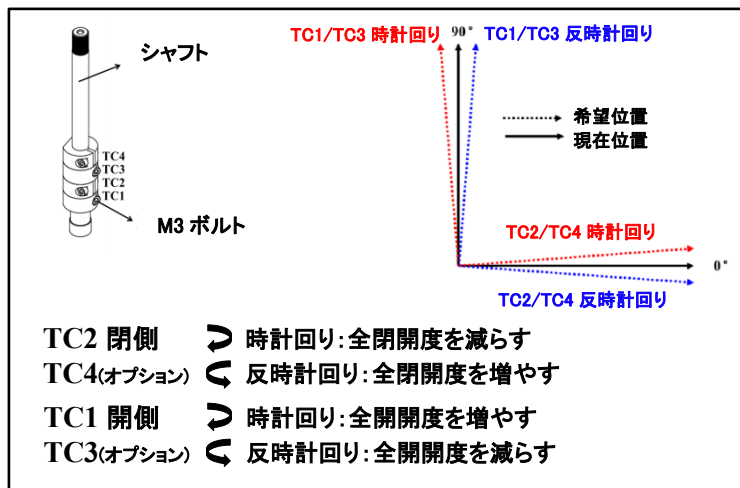 シャフト
TC4
TC3
TC2
TC1
M3 ボルト
TC1/TC3 時計回り
90°
TC1/TC3 反時計回り
希望位置
現在位置
TC2/TC4 時計回り
0°
TC2/TC4 反時計回り
TC2 閉側 時計回り：全閉開度を減らす
TC4(オプション) 反時計回り：全閉開度を増やす
TC1 開側 時計回り：全開開度を増やす
TC3(オプション) 反時計回り：全開開度を減らす